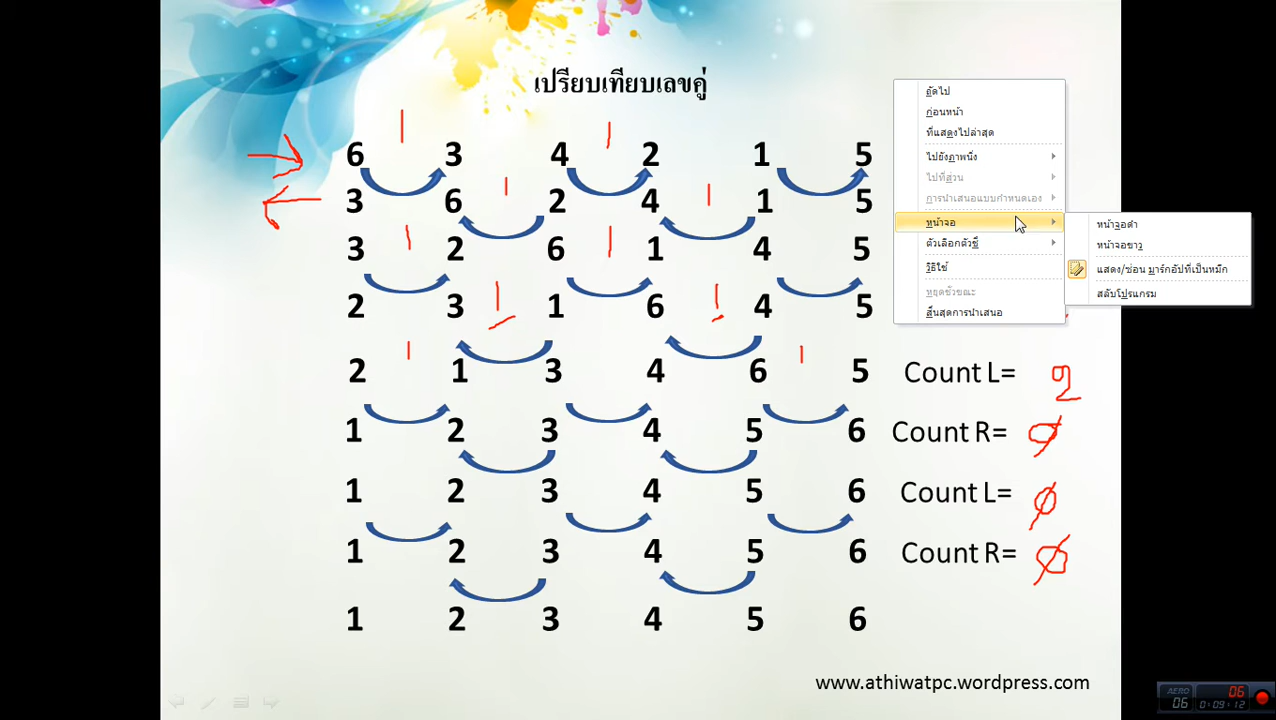 เปรียบเทียบเลขคู่
6 3 4 2 1 5
3 6 2 4 1 5
3 2 6 1 4 5
2 3 1 6 4 5
2 1 3 4 6 5 Count L= 2
1 2 3 4 5 6 Count R= 0
1 2 3 4 5 6 Count L= 0
1 2 3 4 5 6 Count R= 0
1 2 3 4 5 6
ถัดไป
ก่อนหน้า
ที่แสดงไปล่าสุด
ไปยังภาพนิ่ง
ไปที่ส่วน
การนำเสนอแบบกำหนดเอง
หน้าจอ
ตัวเลือกตัวชี้
วิธีใช้
หยุดชั่วขณะ
สิ้นสุดการนำเสนอ
หน้าจอดำ
หน้าจอขาว
แสดง/ซ่อน มาร์กอัปที่เป็นหมึก
สลับโปรแกรม
www.athiwatpc.wordpress.com
AERO 06
06
0:09:12